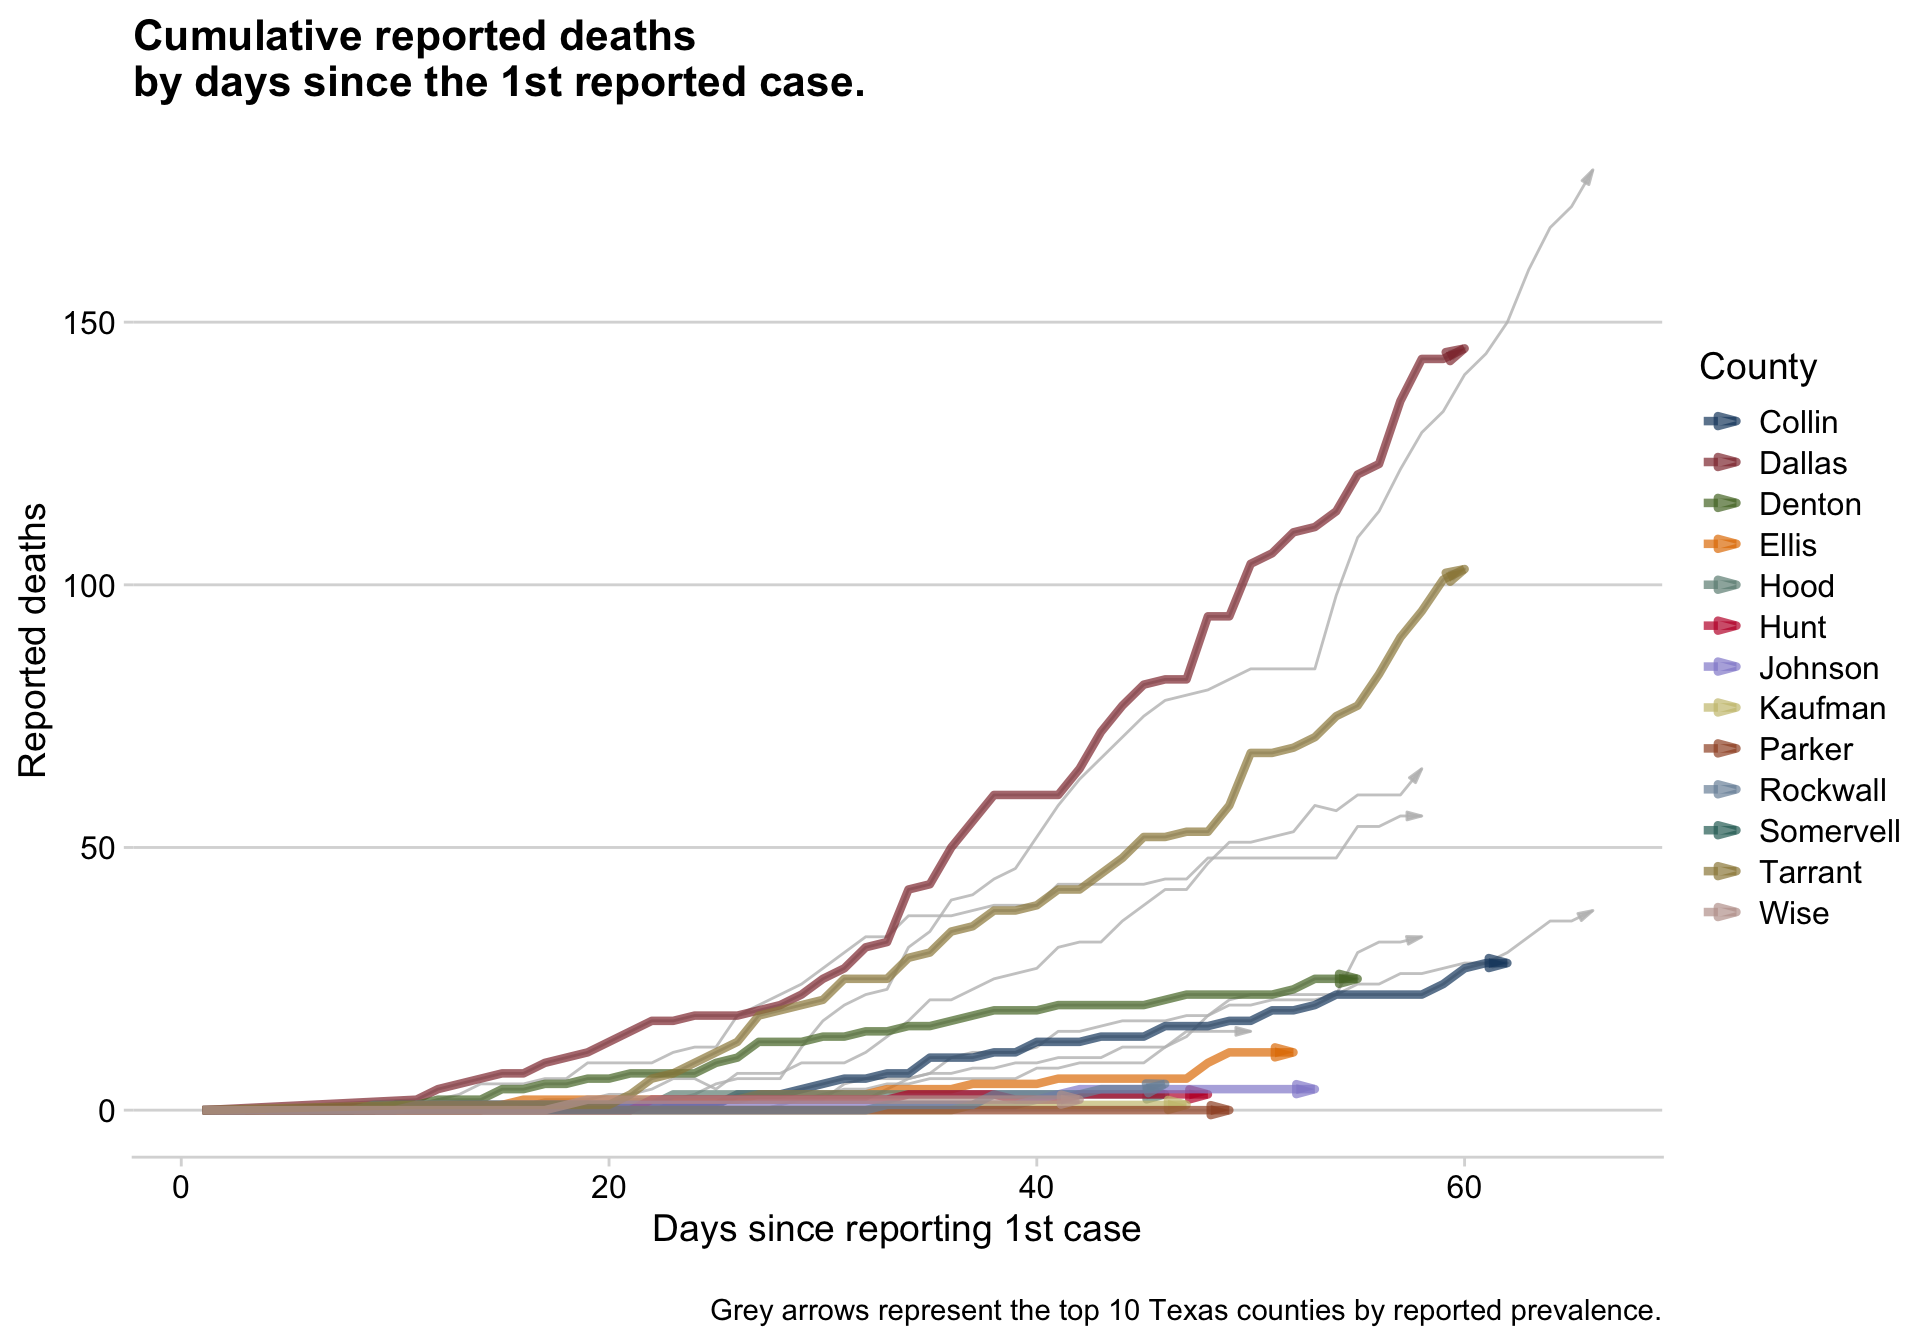 Cumulative reported deaths
by days since the 1st reported case.
Reported deaths
150
100
50
0
0
20
40
60
Days since reporting 1st case
County
Collin
Dallas
Denton
Ellis
Hood
Hunt
Johnson
Kaufman
Parker
Rockwall
Somervell
Tarrant
Wise
Grey arrows represent the top 10 Texas counties by reported prevalence.